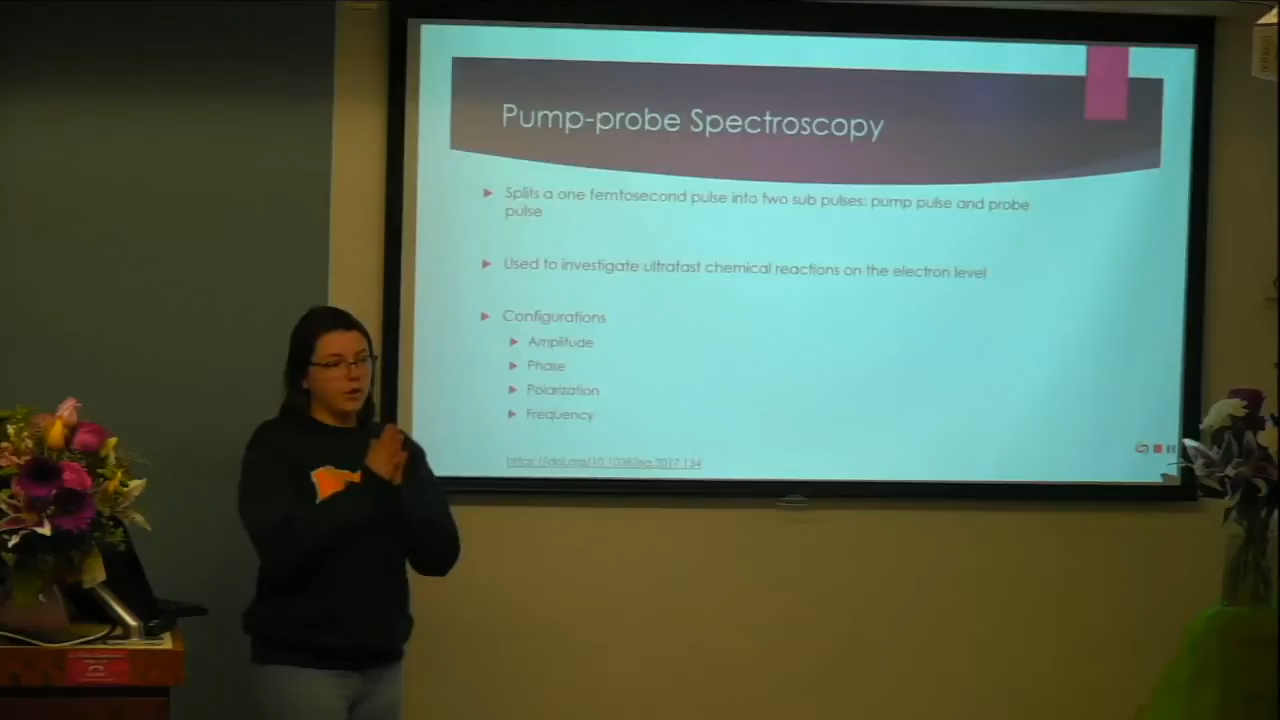 Pump-probe Spectroscopy
Splits a one femtosecond pulse into two sub pulses: pump pulse and probe
pulse
Used to investigate ultrafast chemical reactions on the electron level
Configurations
Amplitude
Phase
Polarization
Frequency